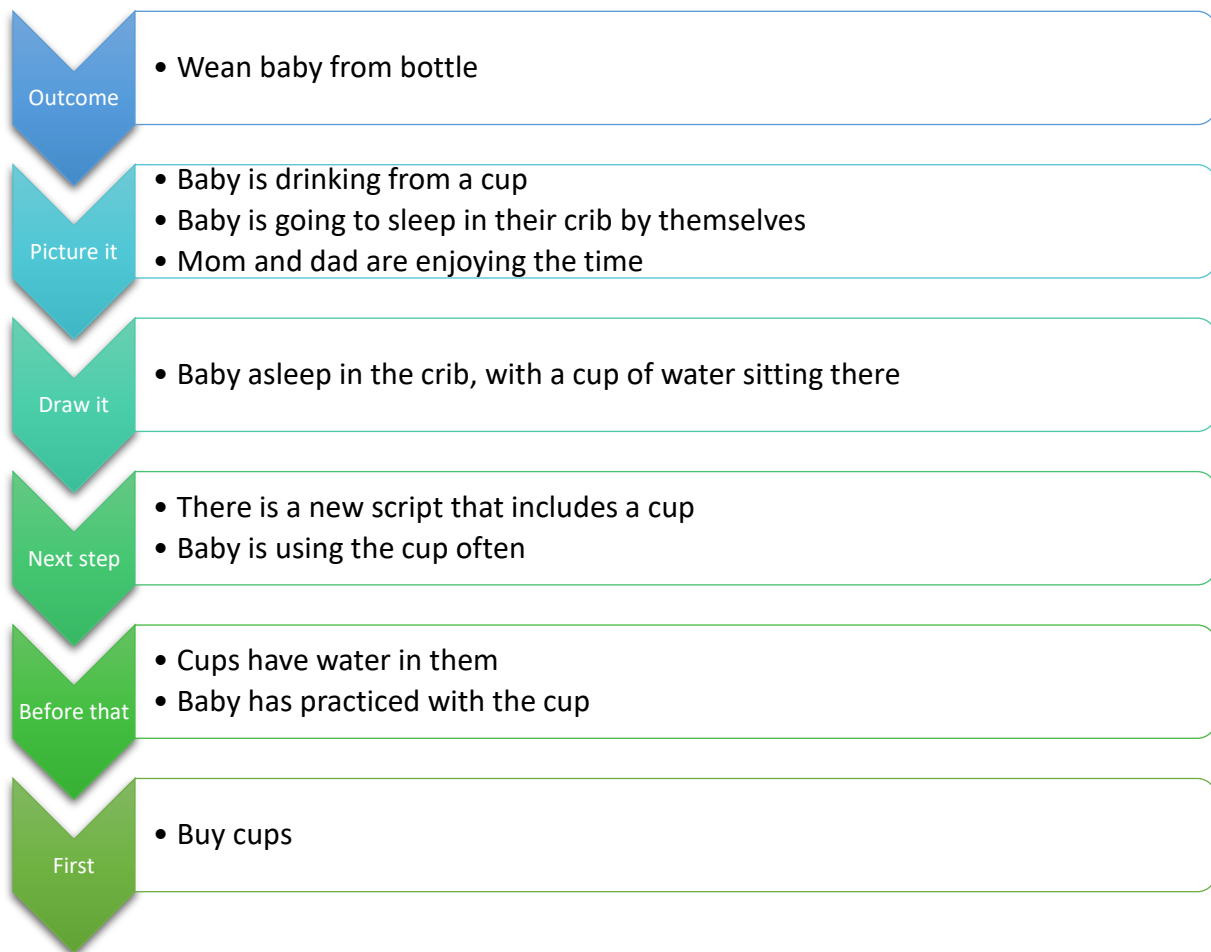 Outcome
• Wean baby from bottle
Picture it
• Baby is drinking from a cup
• Baby is going to sleep in their crib by themselves
• Mom and dad are enjoying the time
Draw it
• Baby asleep in the crib, with a cup of water sitting there
Next step
• There is a new script that includes a cup
• Baby is using the cup often
Before that
• Cups have water in them
• Baby has practiced with the cup
First
• Buy cups